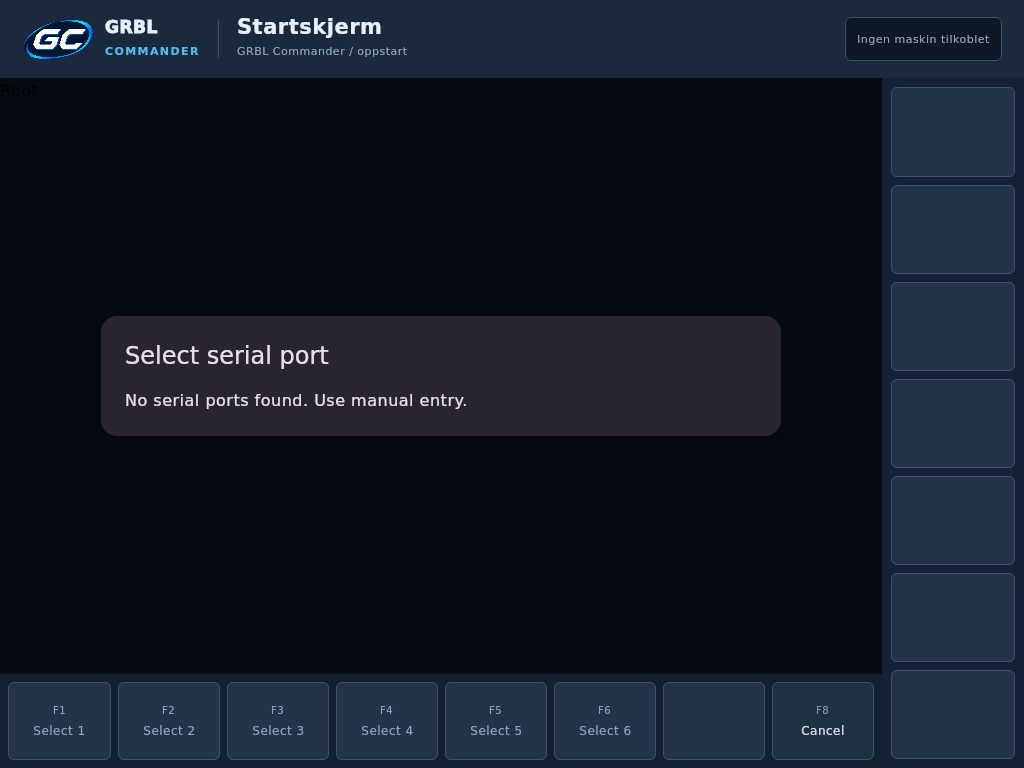 GC
GRBL
COMMANDER
Startskjerm
GRBL Commander / oppstart
Ingen maskin tilkoblet
Root
Select serial port
No serial ports found. Use manual entry.
F1
Select 1
F2
Select 2
F3
Select 3
F4
Select 4
F5
Select 5
F6
Select 6
F8
Cancel